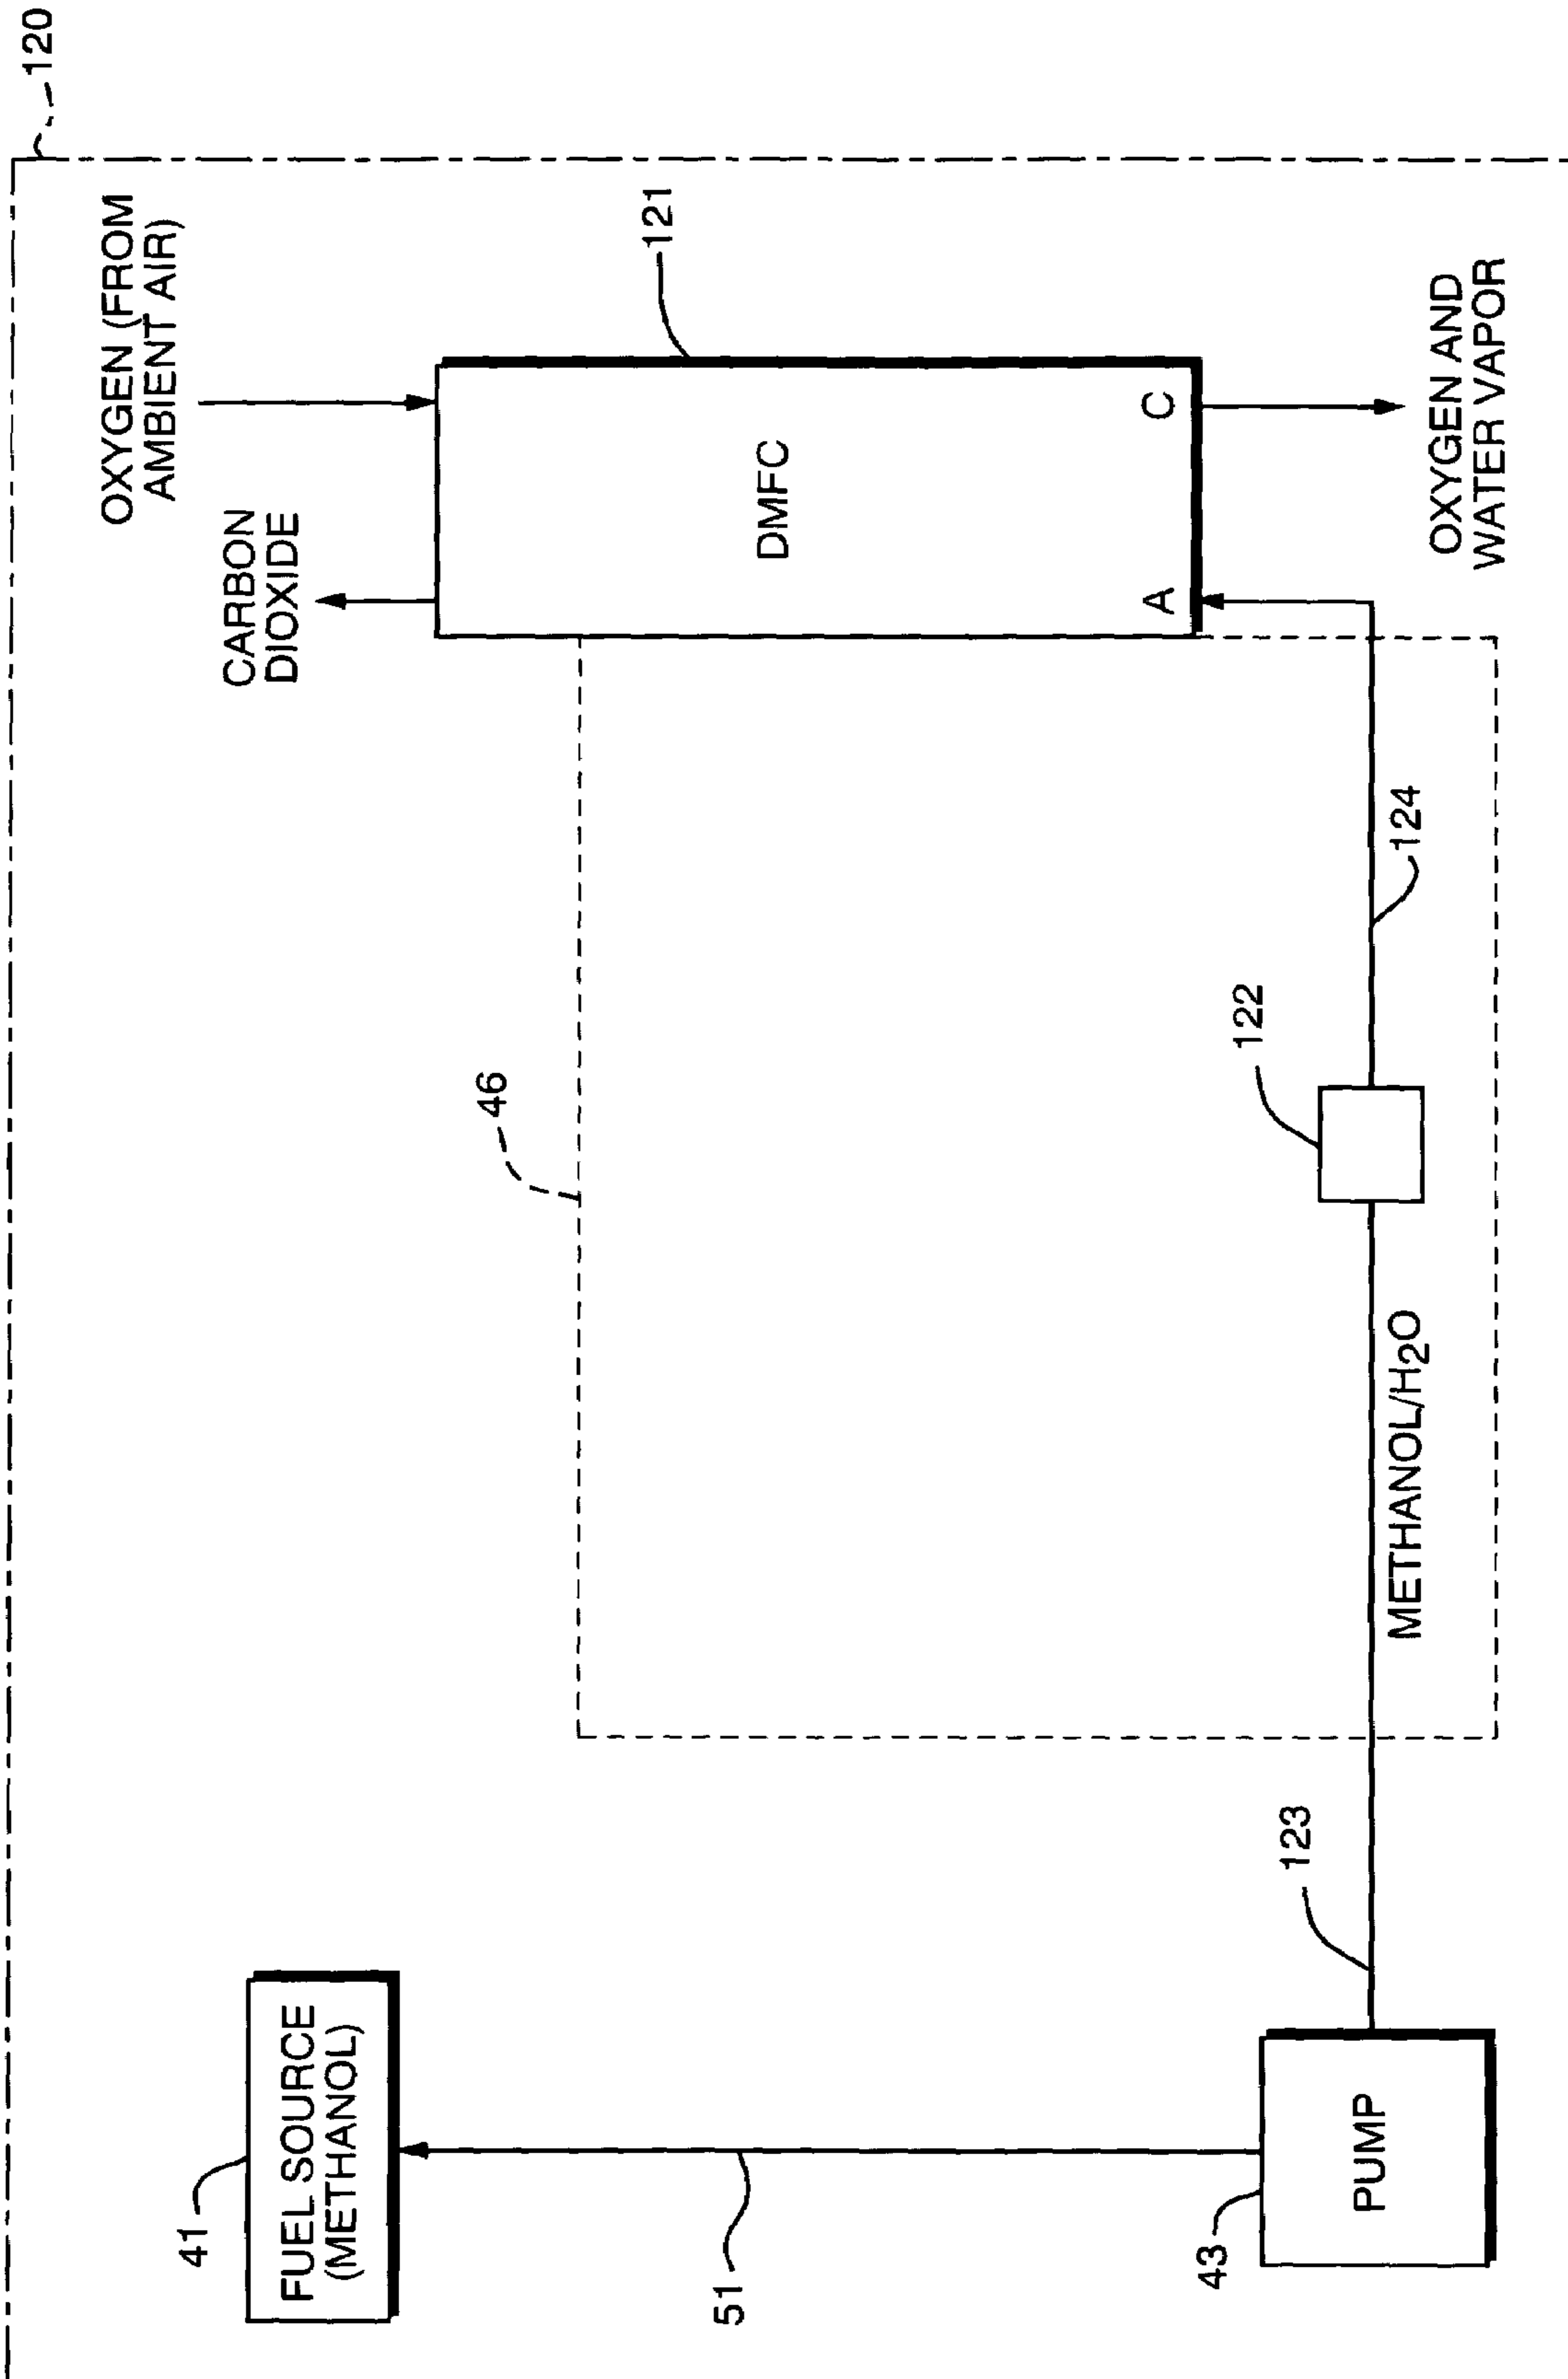 120
OXYGEN (FROM
AMBIENT AIR)
CARBON
DIOXIDE
121
DMFC
A
C
OXYGEN AND
WATER VAPOR
46
122
124
METHANOL/H2O
123
41
FUEL SOURCE
(METHANOL)
51
43
PUMP